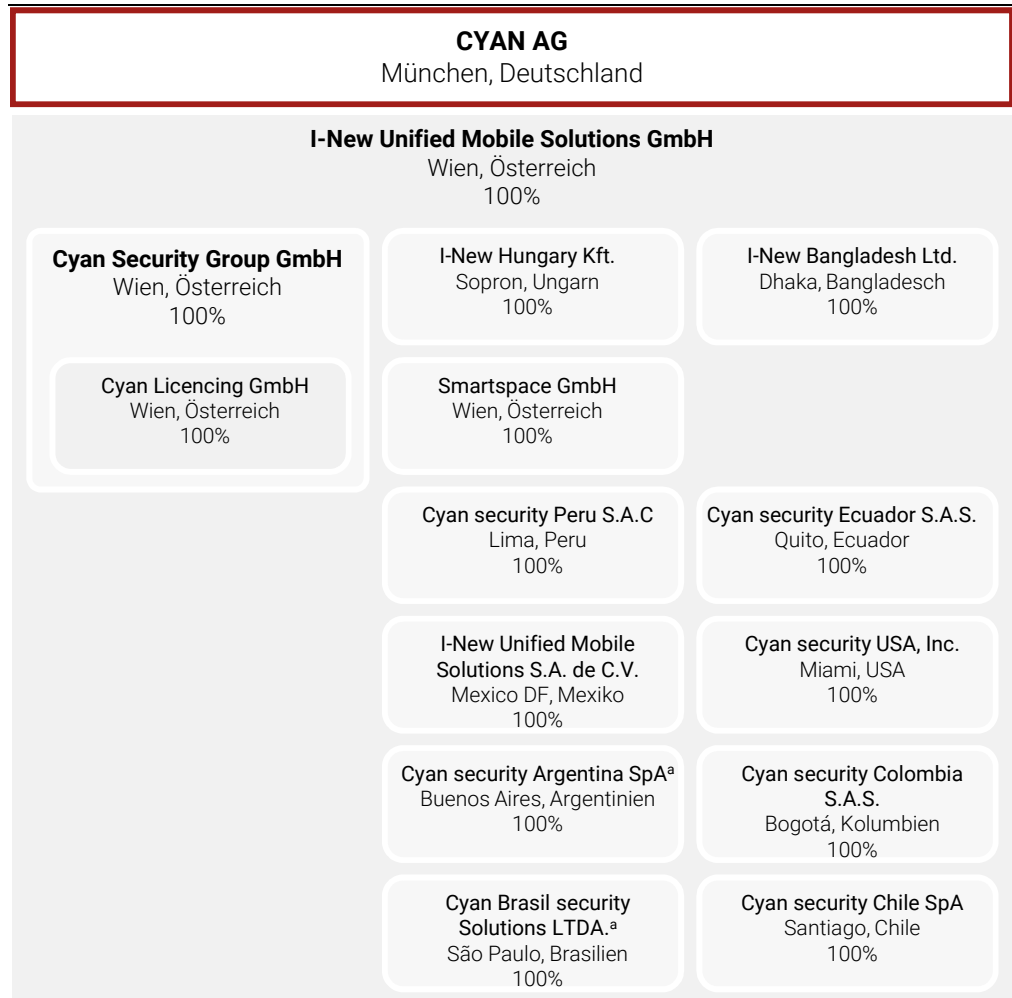 CYAN AG
München, Deutschland
I-New Unified Mobile Solutions GmbH
Wien, Österreich
100%
Cyan Security Group GmbH
Wien, Österreich
100%
Cyan Licencing GmbH
Wien, Österreich
100%
I-New Hungary Kft.
Sopron, Ungarn
100%
I-New Bangladesh Ltd.
Dhaka, Bangladesch
100%
Smartspace GmbH
Wien, Österreich
100%
Cyan security Peru S.A.C
Lima, Peru
100%
Cyan security Ecuador S.A.S.
Quito, Ecuador
100%
I-New Unified Mobile
Solutions S.A. de C.V.
Mexico DF, Mexiko
100%
Cyan security USA, Inc.
Miami, USA
100%
Cyan security Argentina SpAᵃ
Buenos Aires, Argentinien
100%
Cyan security Colombia
S.A.S.
Bogotá, Kolumbien
100%
Cyan Brasil security
Solutions LTDA.ᵃ
São Paulo, Brasilien
100%
Cyan security Chile SpA
Santiago, Chile
100%